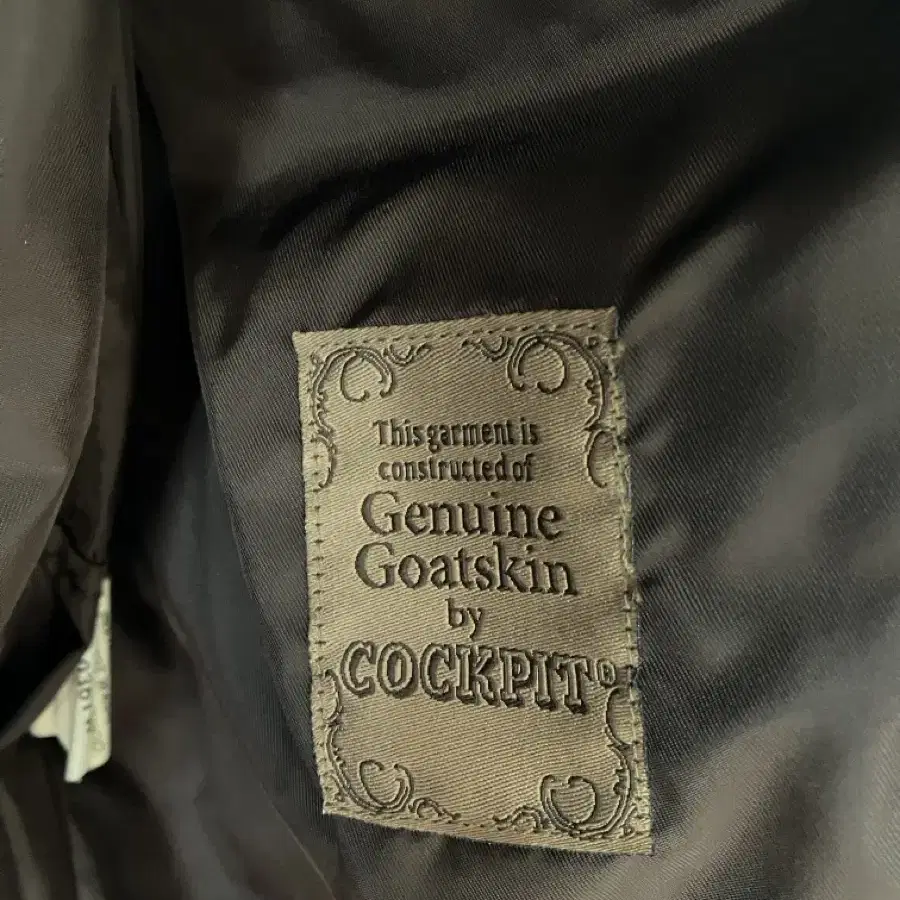 This garment is
constructed of
Genuine
Goatskin
by
COCKPIT®